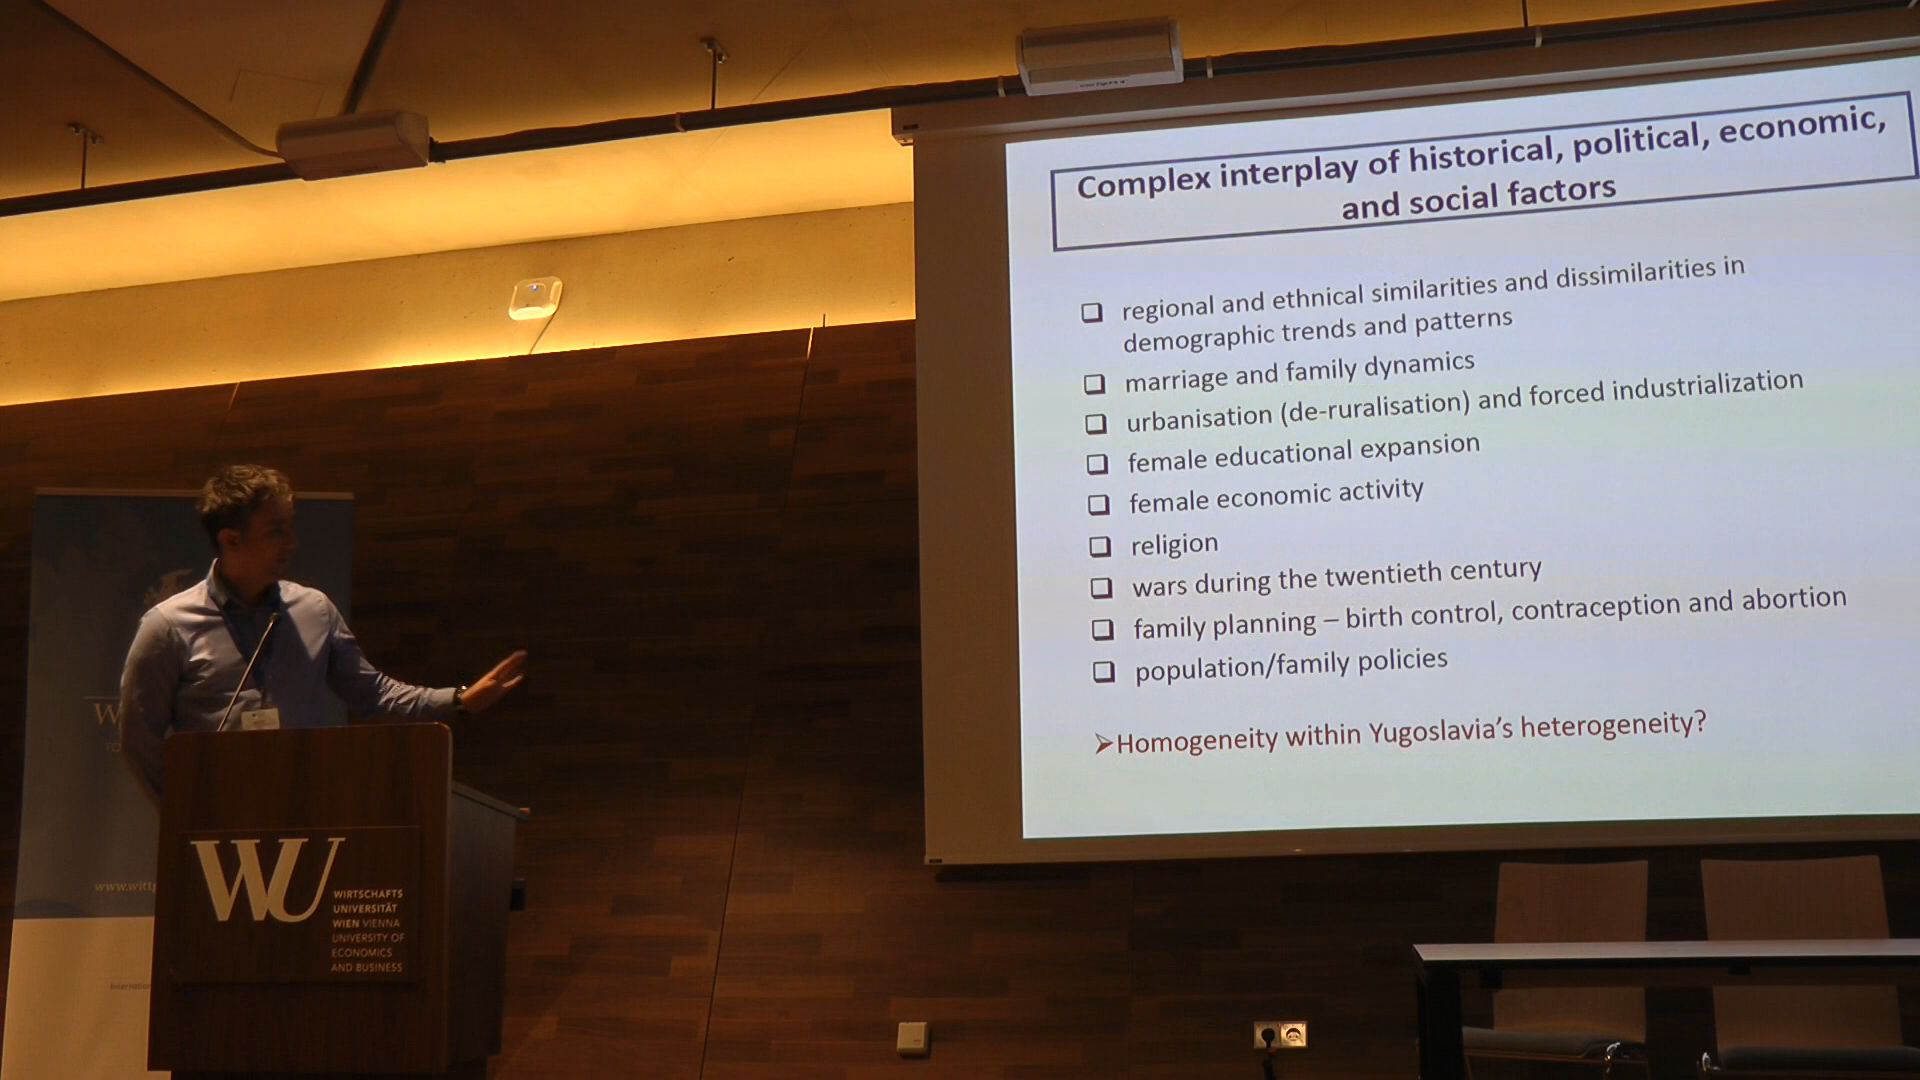 Complex interplay of historical, political, economic,
and social factors
regional and ethnical similarities and dissimilarities in
demographic trends and patterns
marriage and family dynamics
urbanisation (de-ruralisation) and forced industrialization
female educational expansion
female economic activity
religion
wars during the twentieth century
family planning – birth control, contraception and abortion
population/family policies
Homogeneity within Yugoslavia's heterogeneity?
WU
WIRTSCHAFTS
UNIVERSITÄT
WIEN VIENNA
UNIVERSITY OF
ECONOMICS
AND BUSINESS